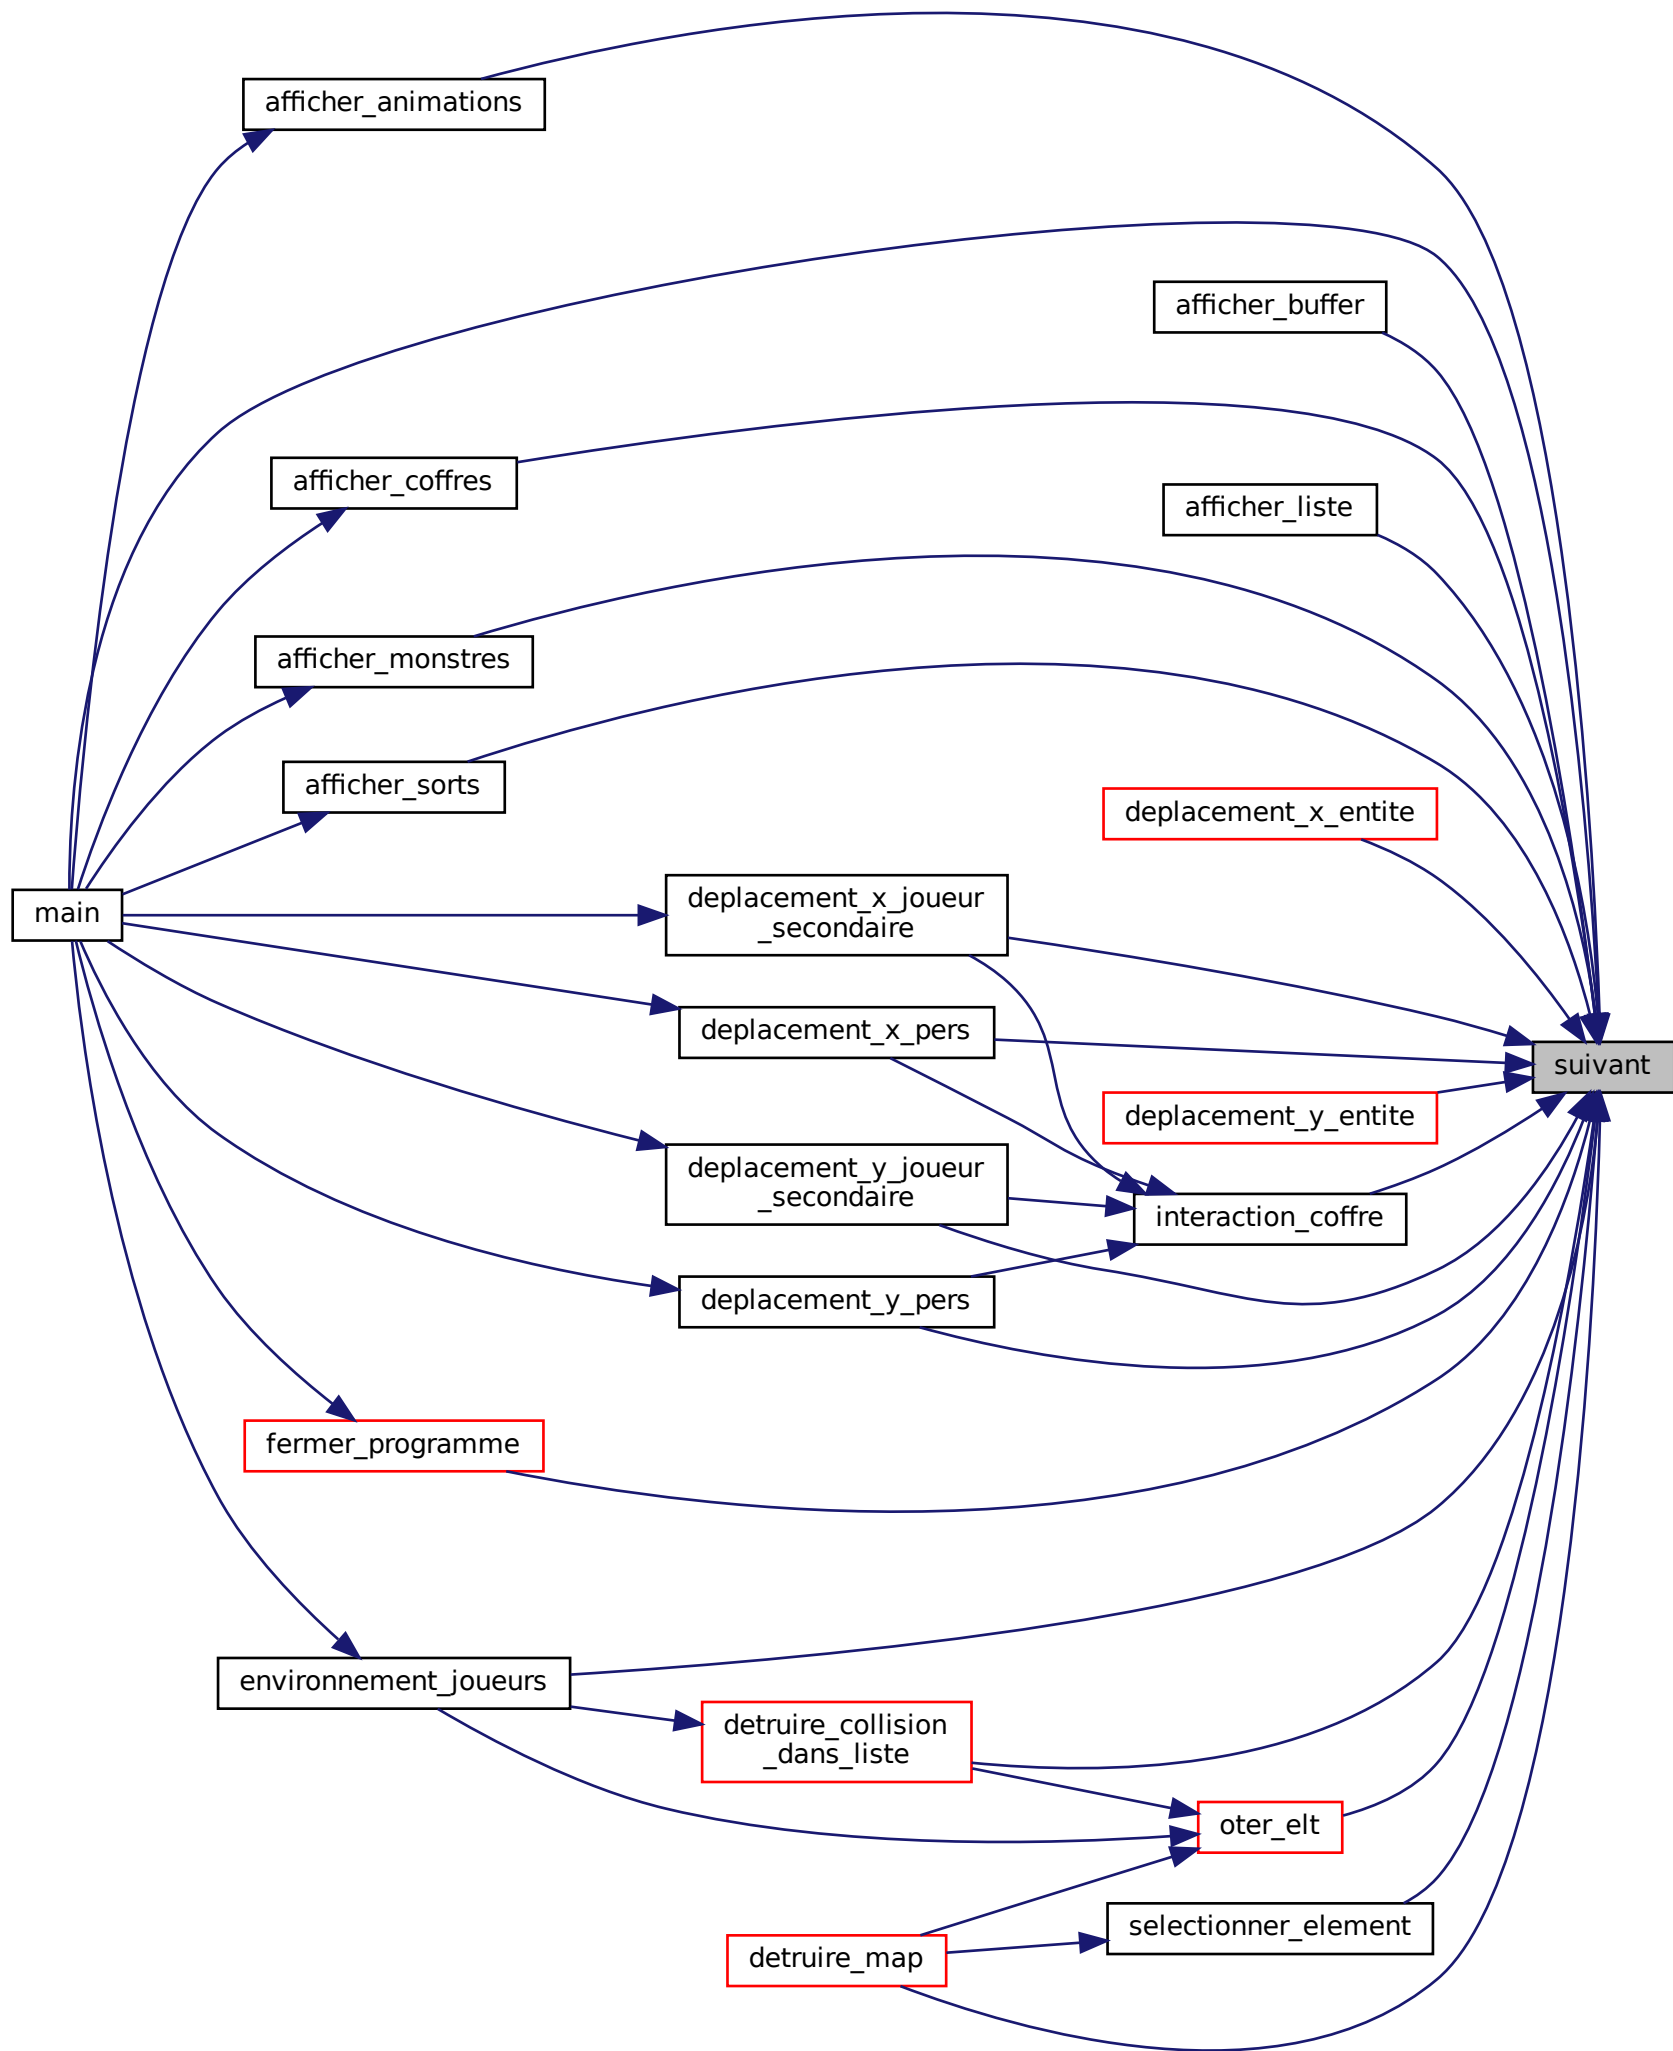 afficher_animations
afficher_buffer
afficher_coffres
afficher_liste
afficher_monstres
afficher_sorts
deplacement_x_entite
main
deplacement_x_joueur
_secondaire
deplacement_x_pers
suivant
deplacement_y_entite
deplacement_y_joueur
_secondaire
interaction_coffre
deplacement_y_pers
fermer_programme
environnement_joueurs
detruire_collision
_dans_liste
oter_elt
selectionner_element
detruire_map